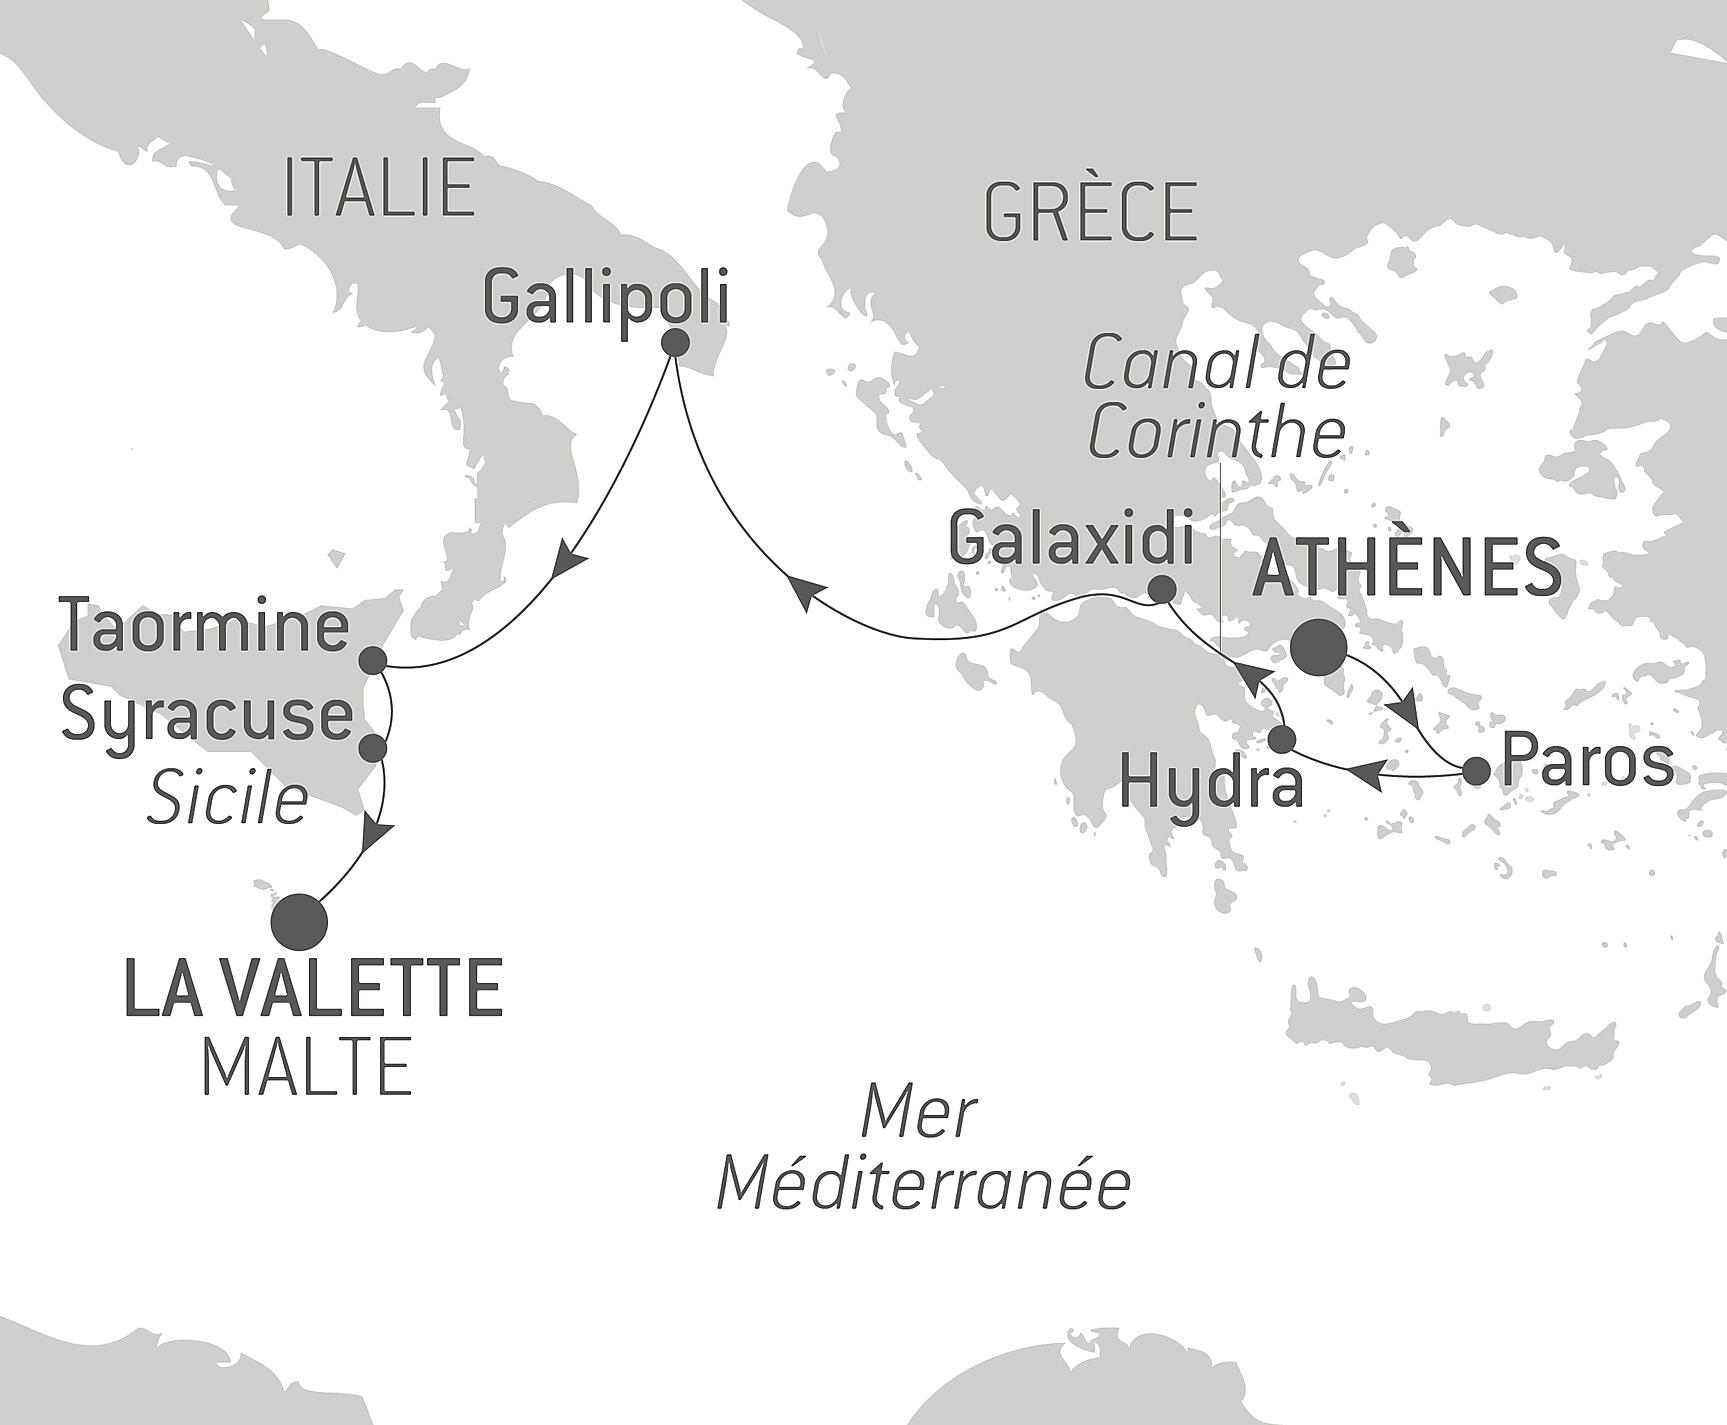 ITALIE
GRÈCE
Gallipoli
Canal de
Corinthe
Galaxidi
ATHÈNES
Taormine
Syracuse
Sicile
Paros
Hydra
LA VALETTE
MALTE
Mer
Méditerranée